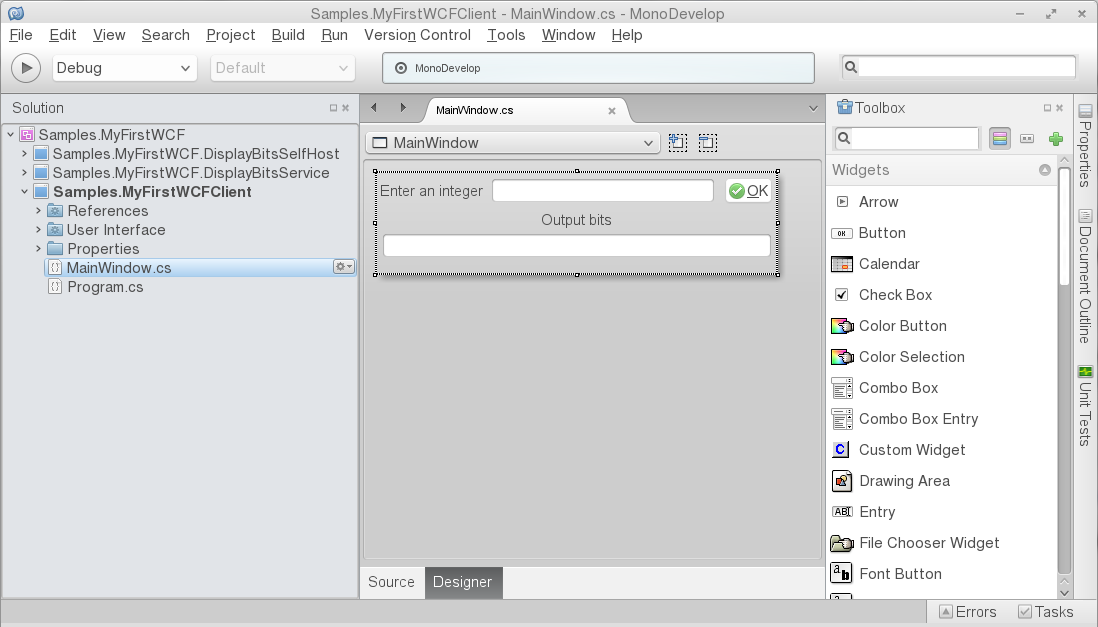 Samples.MyFirstWCFClient - MainWindow.cs - MonoDevelop
File Edit View Search Project Build Run Version Control Tools Window Help
Debug
Default
MonoDevelop
Solution
Samples.MyFirstWCF
Samples.MyFirstWCF.DisplayBitsSelfHost
Samples.MyFirstWCF.DisplayBitsService
Samples.MyFirstWCFClient
References
User Interface
Properties
MainWindow.cs
Program.cs
MainWindow.cs
MainWindow
Enter an integer
OK
Output bits
Source
Designer
Toolbox
Widgets
Arrow
OK Button
Calendar
Check Box
Color Button
Color Selection
Combo Box
Combo Box Entry
C Custom Widget
Drawing Area
ABI Entry
File Chooser Widget
ab Font Button
Properties
Document Outline
Unit Tests
Errors
Tasks